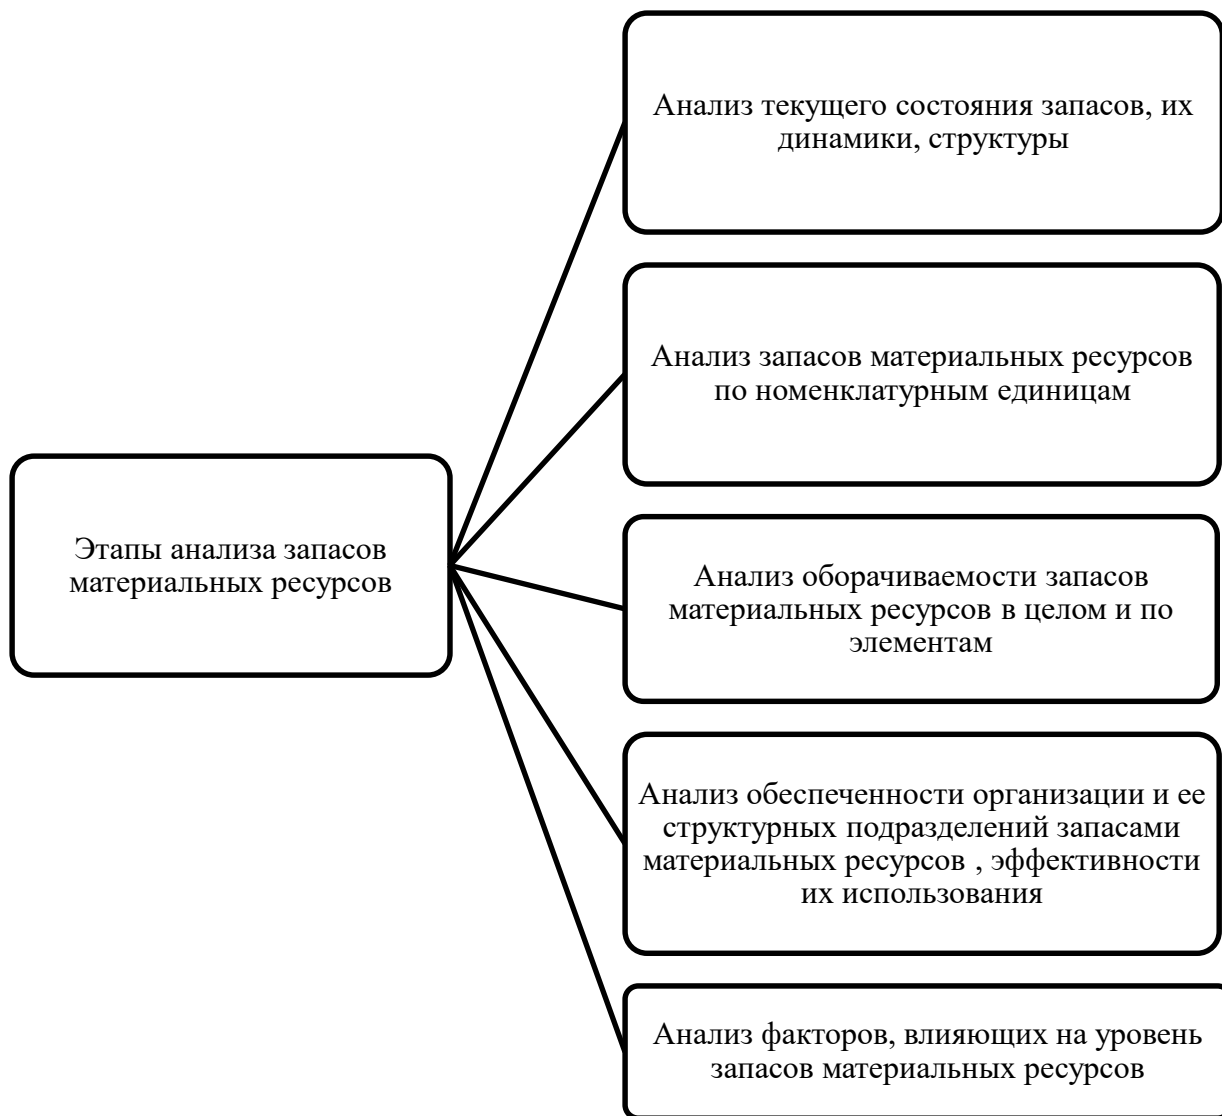 Анализ текущего состояния запасов, их
динамики, структуры
Анализ запасов материальных ресурсов
по номенклатурным единицам
Этапы анализа запасов
материальных ресурсов
Анализ оборачиваемости запасов
материальных ресурсов в целом и по
элементам
Анализ обеспеченности организации и ее
структурных подразделений запасами
материальных ресурсов , эффективности
их использования
Анализ факторов, влияющих на уровень
запасов материальных ресурсов